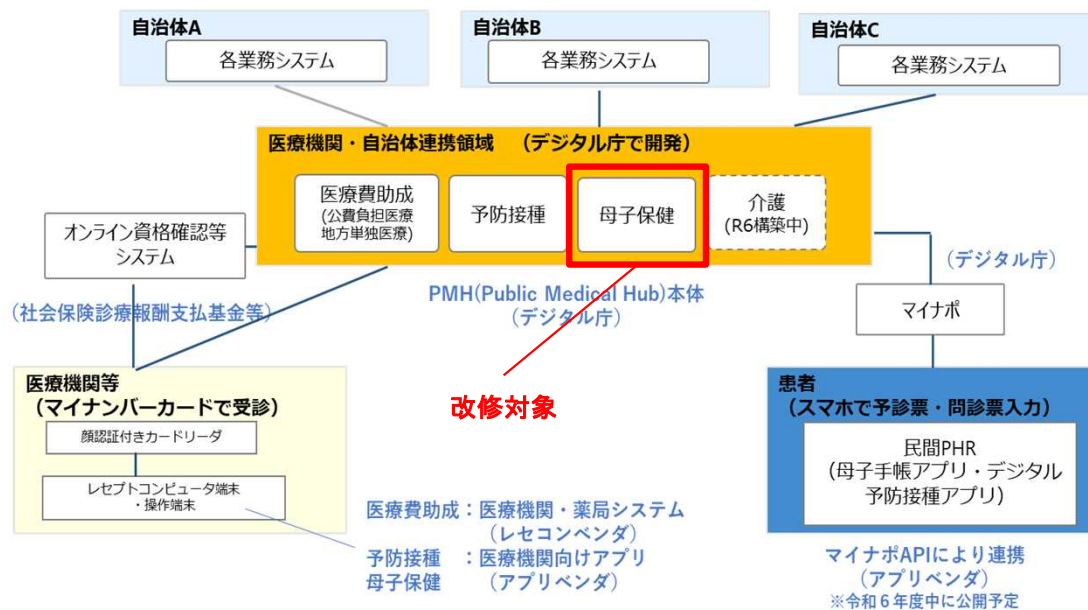 自治体A
各業務システム
自治体B
各業務システム
自治体C
各業務システム
医療機関・自治体連携領域　（デジタル庁で開発）
医療費助成
(公費負担医療
地方単独医療)
予防接種
母子保健
介護
(R6構築中)
オンライン資格確認等
システム
(社会保険診療報酬支払基金等)
PMH(Public Medical Hub)本体
(デジタル庁)
(デジタル庁)
マイナポ
改修対象
医療機関等
（マイナンバーカードで受診）
顔認証付きカードリーダ
レセプトコンピュータ端末
・操作端末
医療費助成：医療機関・薬局システム
(レセコンベンダ)
予防接種　：医療機関向けアプリ
母子保健　　(アプリベンダ)
患者
（スマホで予診票・問診票入力）
民間PHR
（母子手帳アプリ・デジタル
予防接種アプリ）
マイナポAPIにより連携
(アプリベンダ)
※令和６年度中に公開予定